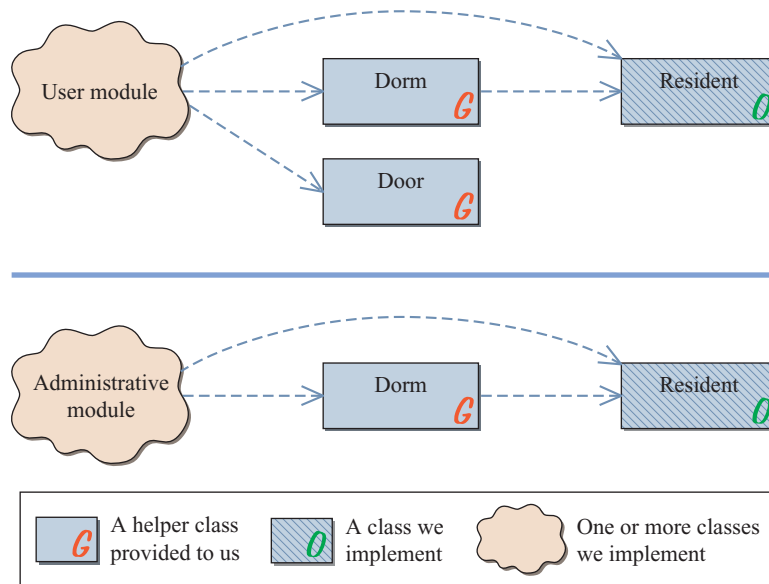 User module
Dorm
G
Resident
O
Door
G
Administrative
module
Dorm
G
Resident
O
G
A helper class
provided to us
O
A class we
implement
One or more classes
we implement